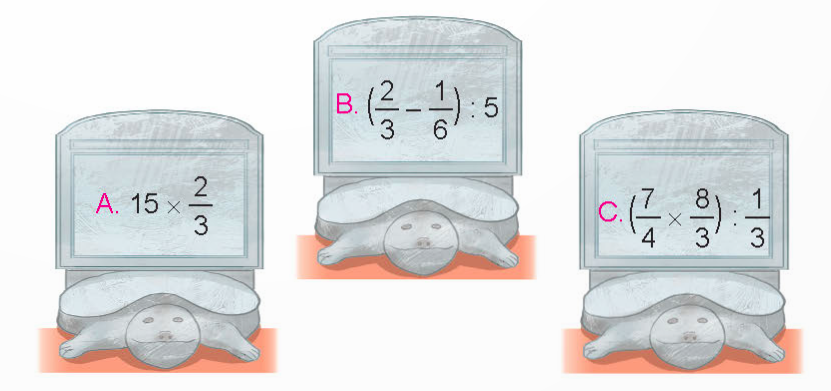 A. 15 × 2/3
B. (2/3 – 1/6) : 5
C. (7/4 × 8/3) : 1/3